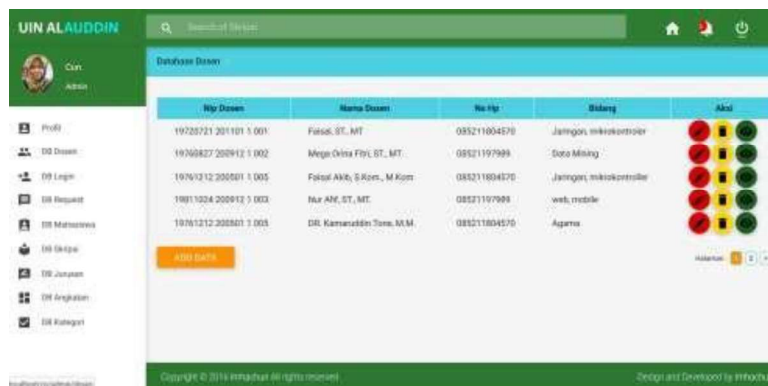 UIN ALAUDDIN
Search of Skripsi
Cun
Admin
Profil
DB Dosen
DB Login
DB Request
DB Mahasiswa
DB Skripsi
DB Jurusan
DB Angkatan
DB Kategori
Database Dosen
Nip Dosen Nama Dosen No Hp Bidang Aksi
19720721 201101 1 001 Faisal, ST., MT 085211804570 Jaringan, mikrokontroler
19760827 200912 1 002 Mega Orina Fitri, ST., MT. 08521197989 Data Mining
19761212 200501 1 005 Faisal Akib, S.Kom., M.Kom 085211804570 Jaringan, mikrokontroller
19811024 200912 1 003 Nur Afif, ST., MT. 08521197989 web, mobile
19761212 200501 1 005 DR. Kamaruddin Tone, M.M. 085211804570 Agama
ADD DATA
Halaman: 1 2
Copyright © 2016 Inmachun All rights reserved.
Design and Developed by